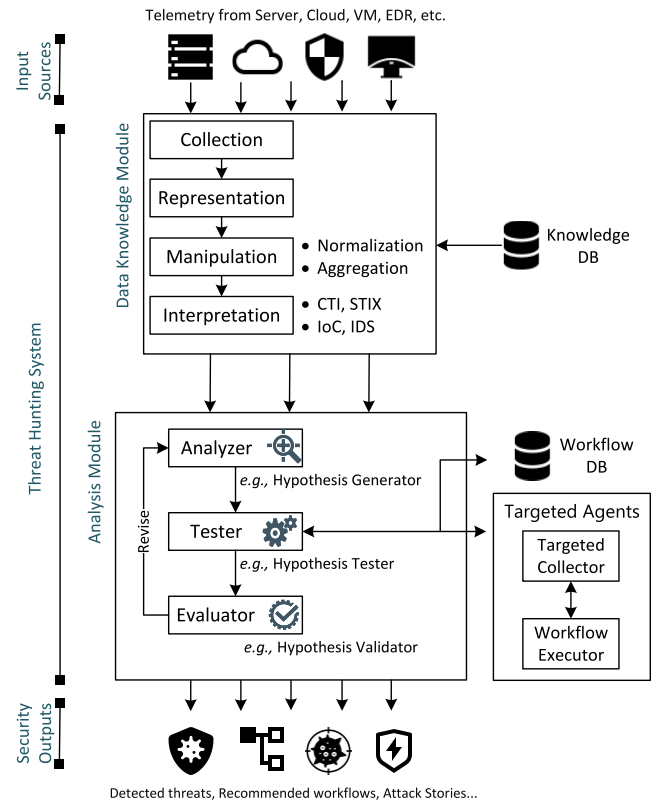 Telemetry from Server, Cloud, VM, EDR, etc.
Input
Sources
Threat Hunting System
Data Knowledge Module
Collection
Representation
Manipulation
• Normalization
• Aggregation
Interpretation
• CTI, STIX
• IoC, IDS
Knowledge
DB
Analysis Module
Analyzer
e.g., Hypothesis Generator
Revise
Tester
e.g., Hypothesis Tester
Evaluator
e.g., Hypothesis Validator
Workflow
DB
Targeted Agents
Targeted
Collector
Workflow
Executor
Security
Outputs
Detected threats, Recommended workflows, Attack Stories...